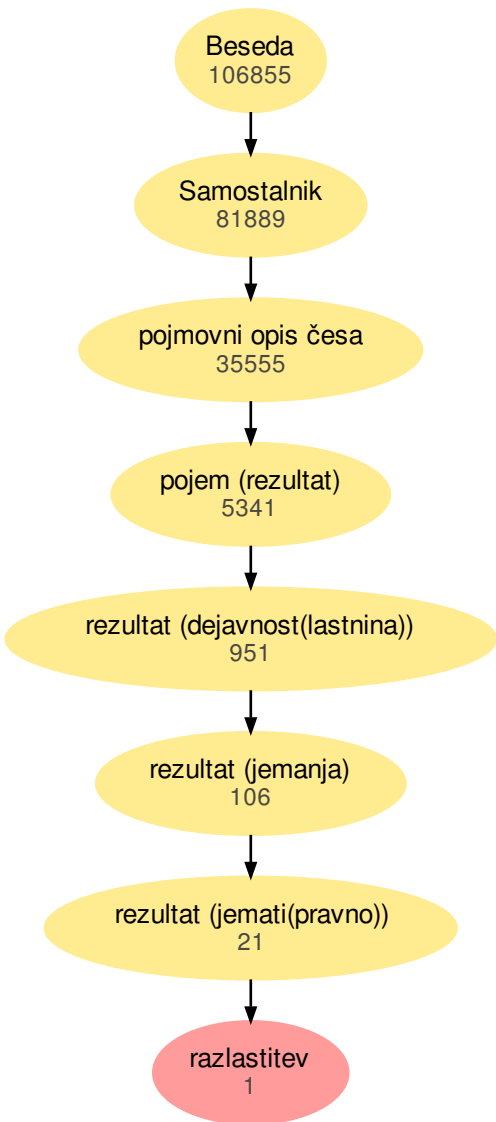 Beseda
106855
Samostalnik
81889
pojmovni opis česa
35555
pojem (rezultat)
5341
rezultat (dejavnost(lastnina))
951
rezultat (jemanja)
106
rezultat (jemati(pravno))
21
razlastitev
1